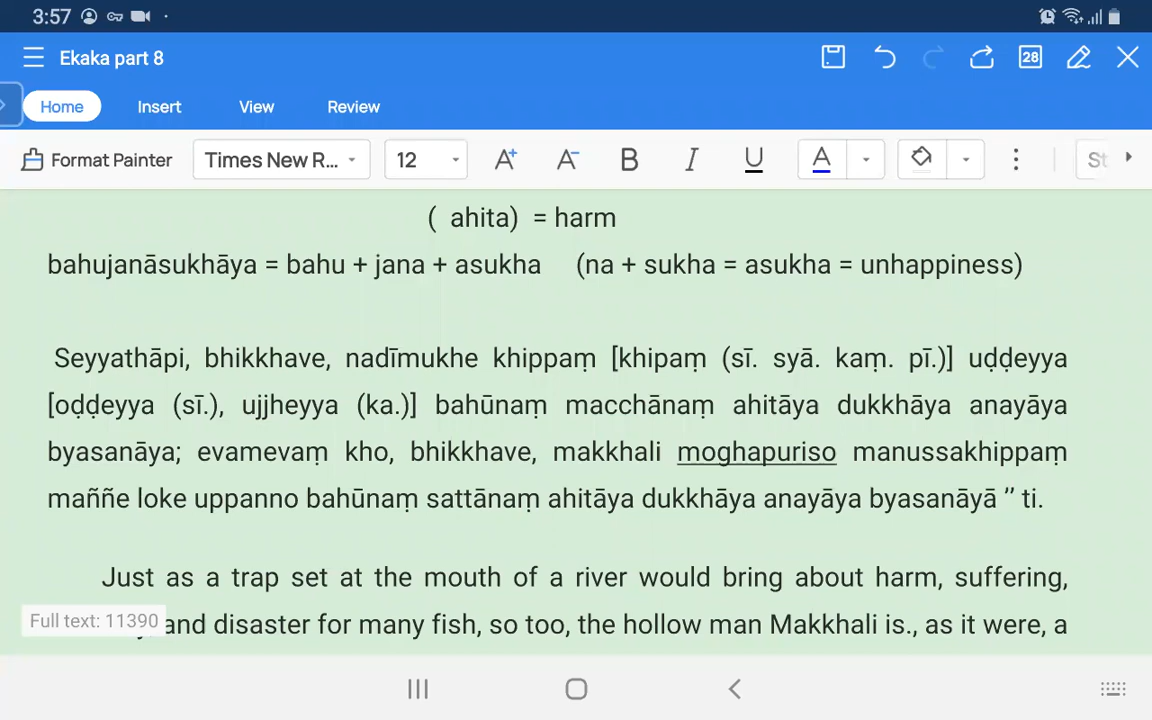 3:57
Ekaka part 8
28
Home Insert View Review
Format Painter Times New R... 12 A+ A- B I U A St
( ahita) = harm
bahujanāsukhāya = bahu + jana + asukha (na + sukha = asukha = unhappiness)
Seyyathāpi, bhikkhave, nadīmukhe khippaṃ [khipaṃ (sī. syā. kaṃ. pī.)] uḍḍeyya
[oḍḍeyya (sī.), ujjheyya (ka.)] bahūnaṃ macchānaṃ ahitāya dukkhāya anayāya
byasanāya; evamevaṃ kho, bhikkhave, makkhali moghapuriso manussakhippaṃ
maññe loke uppanno bahūnaṃ sattānaṃ ahitāya dukkhāya anayāya byasanāyā ’’ ti.
Just as a trap set at the mouth of a river would bring about harm, suffering,
Full text: 11390
and disaster for many fish, so too, the hollow man Makkhali is., as it were, a